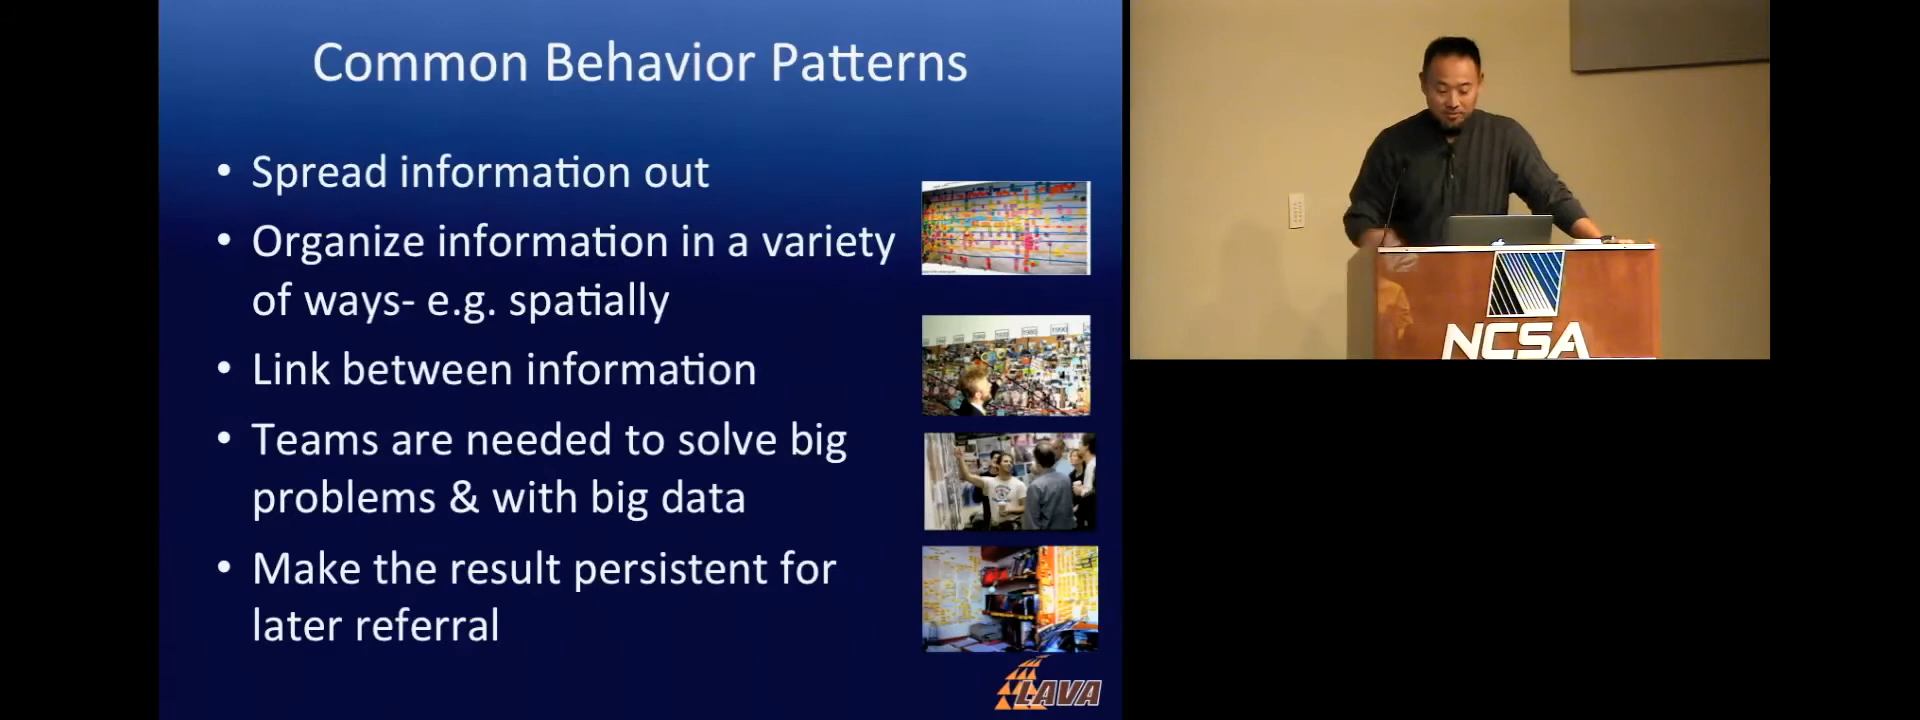 Common Behavior Patterns
• Spread information out
• Organize information in a variety
of ways- e.g. spatially
• Link between information
• Teams are needed to solve big
problems & with big data
• Make the result persistent for
later referral
LAVA
NCSA